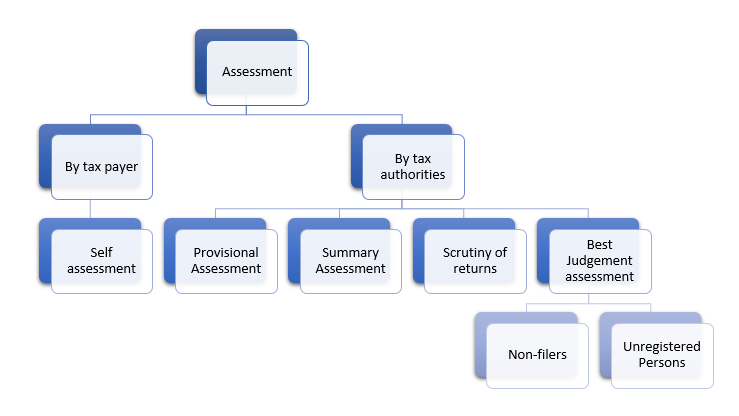 Assessment
By tax payer
By tax
authorities
Self
assessment
Provisional
Assessment
Summary
Assessment
Scrutiny of
returns
Best
Judgement
assessment
Non-filers
Unregistered
Persons